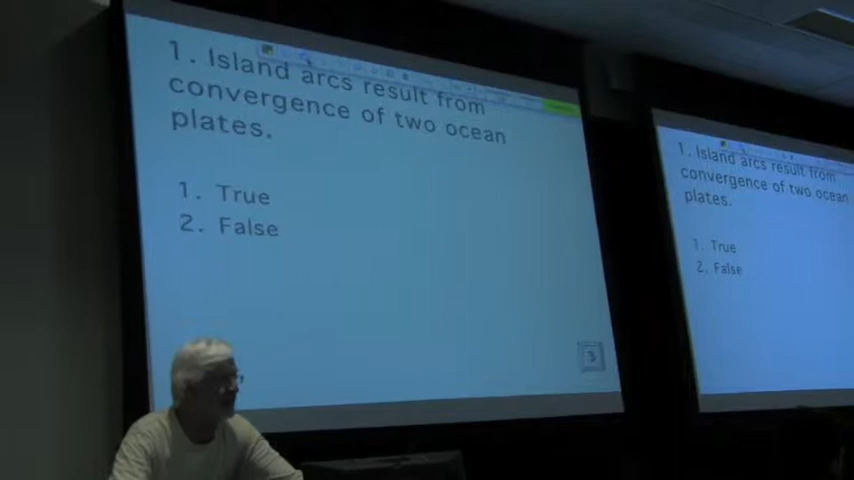 1. Island arcs result from
convergence of two ocean
plates.
1. True
2. False
3
1. Island arcs result from
convergence of two ocean
plates.
1. True
2. False